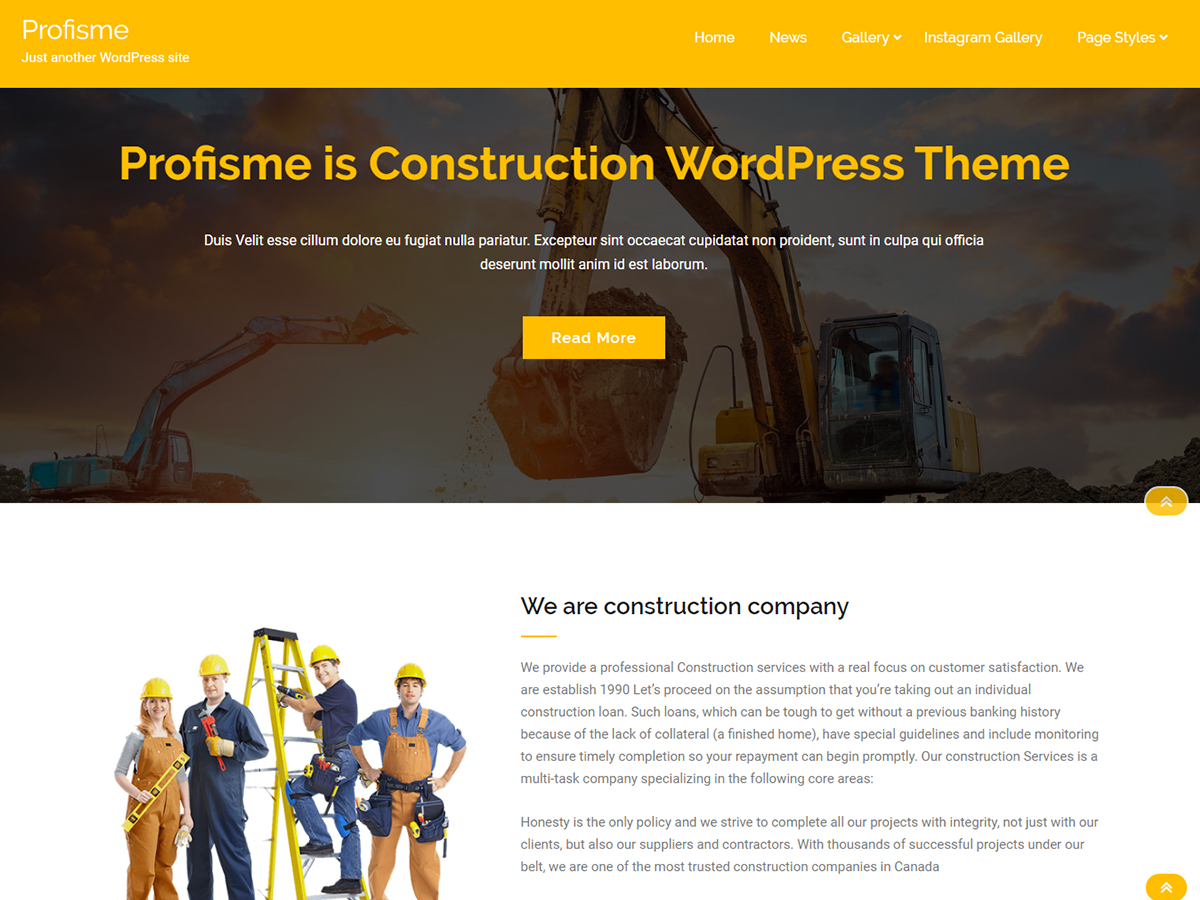 Profisme
Just another WordPress site
Home News Gallery Instagram Gallery Page Styles
Profisme is Construction WordPress Theme
Duis Velit esse cillum dolore eu fugiat nulla pariatur. Excepteur sint occaecat cupidatat non proident, sunt in culpa qui officia
deserunt mollit anim id est laborum.
Read More
We are construction company
We provide a professional Construction services with a real focus on customer satisfaction. We
are establish 1990 Let’s proceed on the assumption that you’re taking out an individual
construction loan. Such loans, which can be tough to get without a previous banking history
because of the lack of collateral (a finished home), have special guidelines and include monitoring
to ensure timely completion so your repayment can begin promptly. Our construction Services is a
multi-task company specializing in the following core areas:
Honesty is the only policy and we strive to complete all our projects with integrity, not just with our
clients, but also our suppliers and contractors. With thousands of successful projects under our
belt, we are one of the most trusted construction companies in Canada